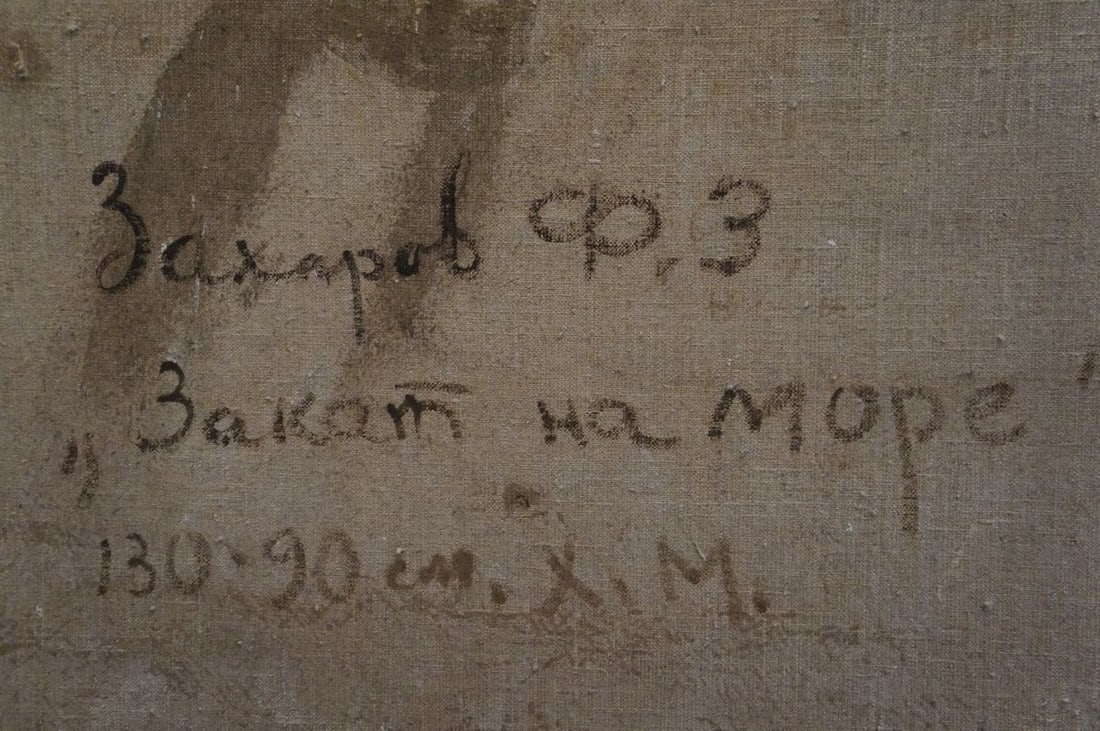 Захаров Ф.З
„Закат на море"
130·90 см. Х.М.